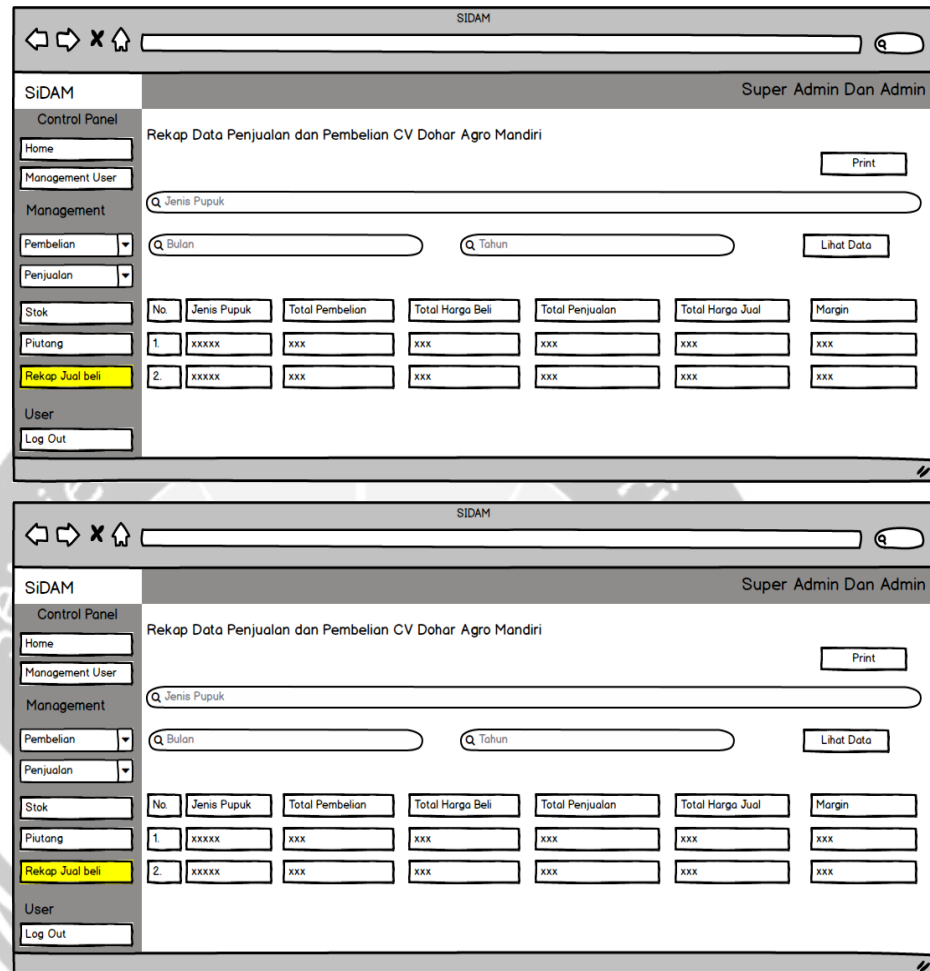 SIDAM
SiDAM
Super Admin Dan Admin
Control Panel
Home
Management User
Management
Pembelian
Penjualan
Stok
Piutang
Rekap Jual beli
User
Log Out
Rekap Data Penjualan dan Pembelian CV Dohar Agro Mandiri
Print
Jenis Pupuk
Bulan
Tahun
Lihat Data
No. Jenis Pupuk Total Pembelian Total Harga Beli Total Penjualan Total Harga Jual Margin
1. xxxxx xxx xxx xxx xxx xxx
2. xxxxx xxx xxx xxx xxx xxx
SIDAM
SiDAM
Super Admin Dan Admin
Control Panel
Home
Management User
Management
Pembelian
Penjualan
Stok
Piutang
Rekap Jual beli
User
Log Out
Rekap Data Penjualan dan Pembelian CV Dohar Agro Mandiri
Print
Jenis Pupuk
Bulan
Tahun
Lihat Data
No. Jenis Pupuk Total Pembelian Total Harga Beli Total Penjualan Total Harga Jual Margin
1. xxxxx xxx xxx xxx xxx xxx
2. xxxxx xxx xxx xxx xxx xxx